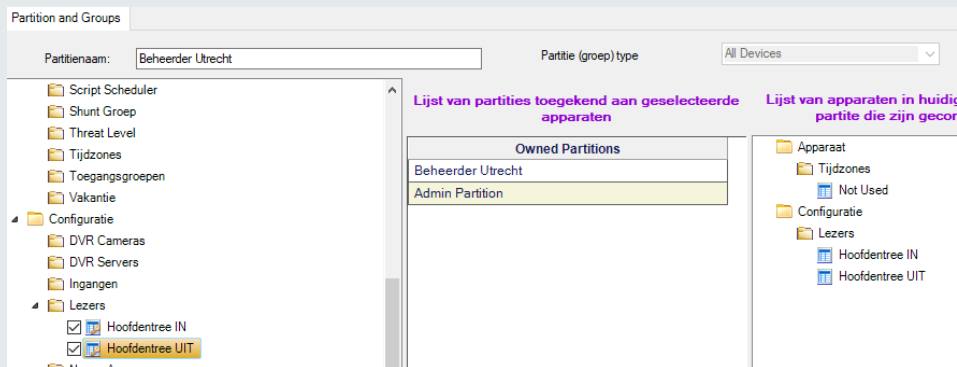 Partition and Groups
Partitienaam:
Beheerder Utrecht
Partitie (groep) type
All Devices
Script Scheduler
Shunt Groep
Threat Level
Tijdzones
Toegangsgroepen
Vakantie
Configuratie
DVR Cameras
DVR Servers
Ingangen
Lezers
Hoofdentree IN
Hoofdentree UIT
Lijst van partities toegekend aan geselecteerde
apparaten
Owned Partitions
Beheerder Utrecht
Admin Partition
Lijst van apparaten in huidig
partite die zijn gecor
Apparaat
Tijdzones
Not Used
Configuratie
Lezers
Hoofdentree IN
Hoofdentree UIT